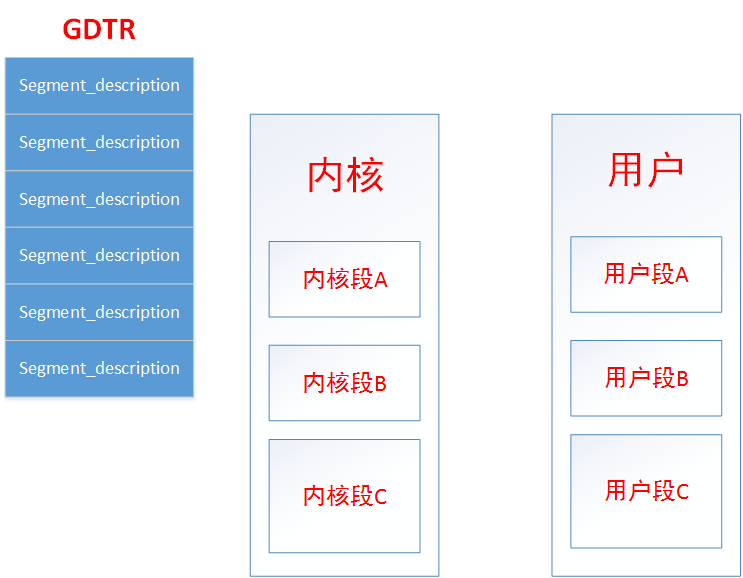 GDTR
Segment_description
Segment_description
Segment_description
Segment_description
Segment_description
Segment_description
内核
内核段A
内核段B
内核段C
用户
用户段A
用户段B
用户段C